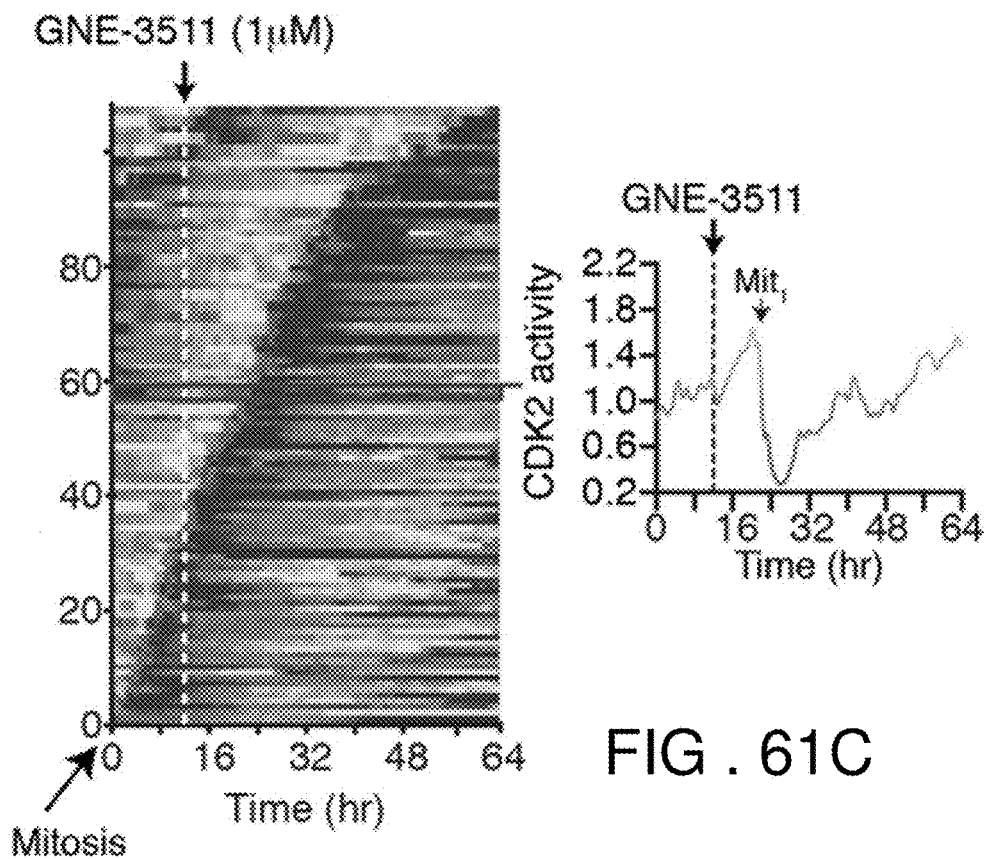 GNE-3511 (1μM)
80
60
40
20
0
0 16 32 48 64
Time (hr)
Mitosis
GNE-3511
Mit1
CDK2 activity
2.2
1.8
1.4
1.0
0.6
0.2
0 16 32 48 64
Time (hr)
FIG . 61C